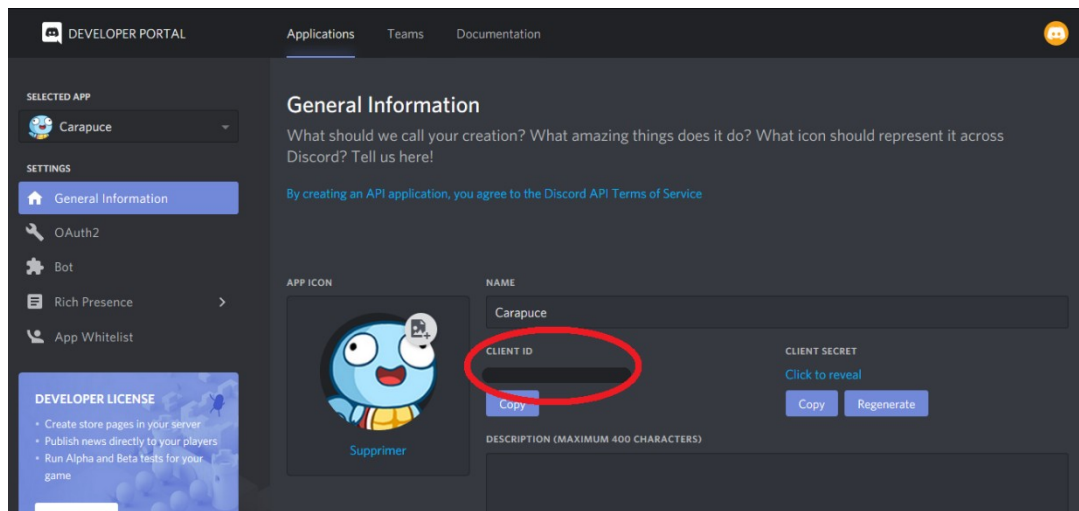 DEVELOPER PORTAL
Applications
Teams
Documentation
SELECTED APP
Carapuce
SETTINGS
General Information
OAuth2
Bot
Rich Presence
App Whitelist
DEVELOPER LICENSE
• Create store pages in your server
• Publish news directly to your players
• Run Alpha and Beta tests for your
game
General Information
What should we call your creation? What amazing things does it do? What icon should represent it across
Discord? Tell us here!
By creating an API application, you agree to the Discord API Terms of Service
APP ICON
Supprimer
NAME
Carapuce
CLIENT ID
Copy
CLIENT SECRET
Click to reveal
Copy
Regenerate
DESCRIPTION (MAXIMUM 400 CHARACTERS)